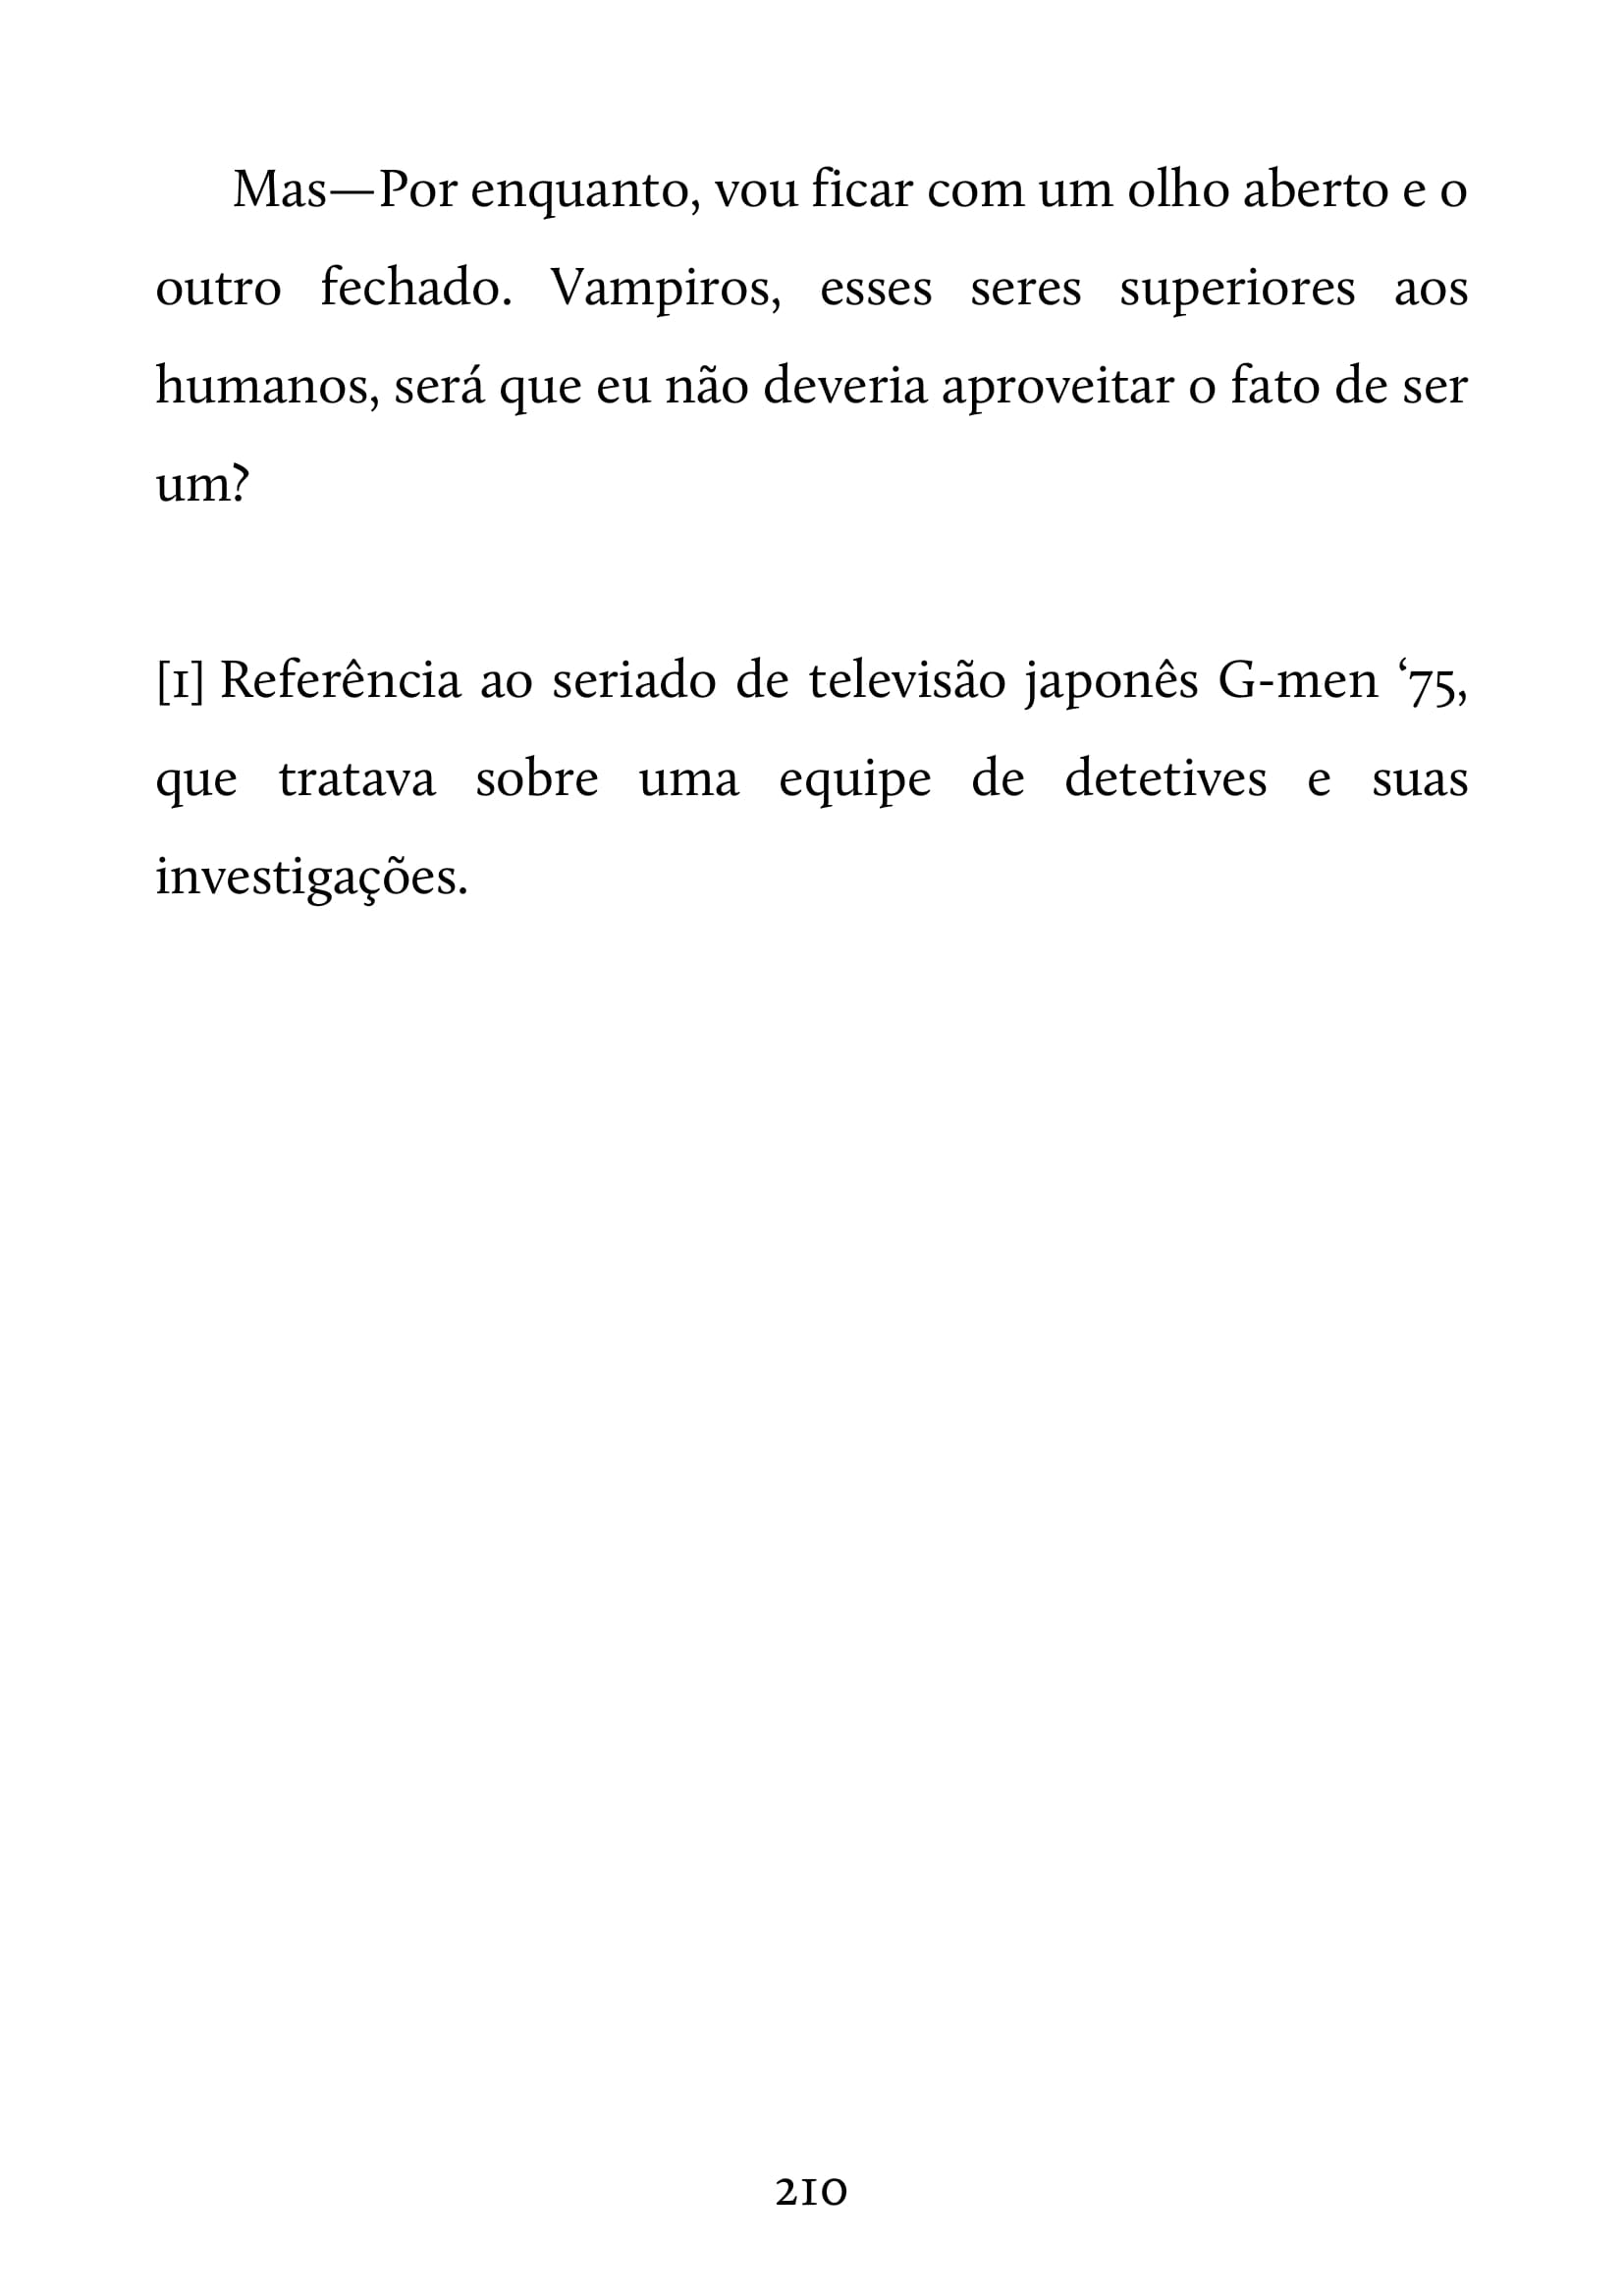 Mas—Por enquanto, vou ficar com um olho aberto e o
outro fechado. Vampiros, esses seres superiores aos
humanos, será que eu não deveria aproveitar o fato de ser
um?
[1] Referência ao seriado de televisão japonês G-men ‘75,
que tratava sobre uma equipe de detetives e suas
investigações.
210